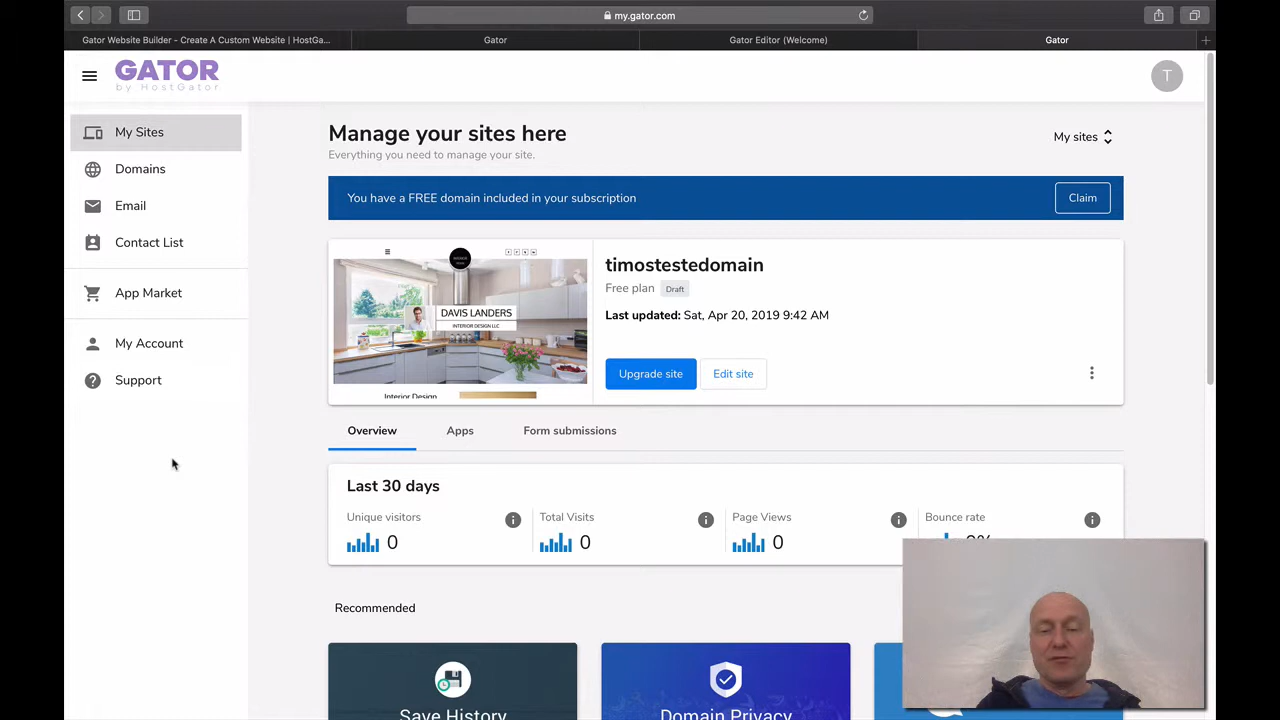 my.gator.com
Gator Website Builder - Create A Custom Website | HostGa...
Gator
Gator Editor (Welcome)
Gator
GATOR
by HostGator
T
My Sites
Domains
Email
Contact List
App Market
My Account
Support
Manage your sites here
Everything you need to manage your site.
My sites
You have a FREE domain included in your subscription
Claim
DAVIS LANDERS
INTERIOR DESIGN LLC
Interior Design
timostestedomain
Free plan Draft
Last updated: Sat, Apr 20, 2019 9:42 AM
Upgrade site
Edit site
Overview
Apps
Form submissions
Last 30 days
Unique visitors
0
Total Visits
0
Page Views
0
Bounce rate
Recommended
Save History
Domain Privacy